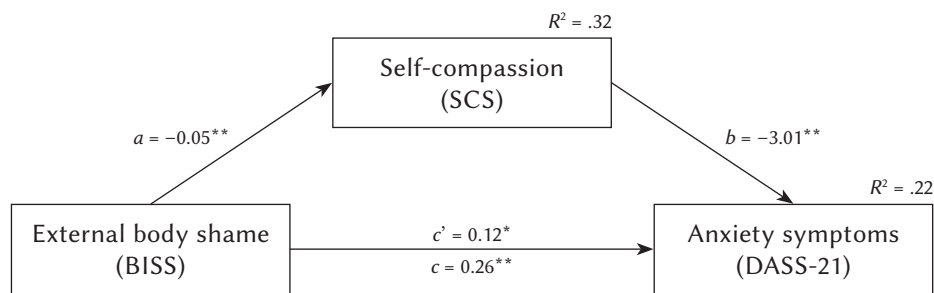 R² = .32
Self-compassion
(SCS)
a = −0.05**
b = −3.01**
R² = .22
External body shame
(BISS)
c’ = 0.12*
c = 0.26**
Anxiety symptoms
(DASS-21)